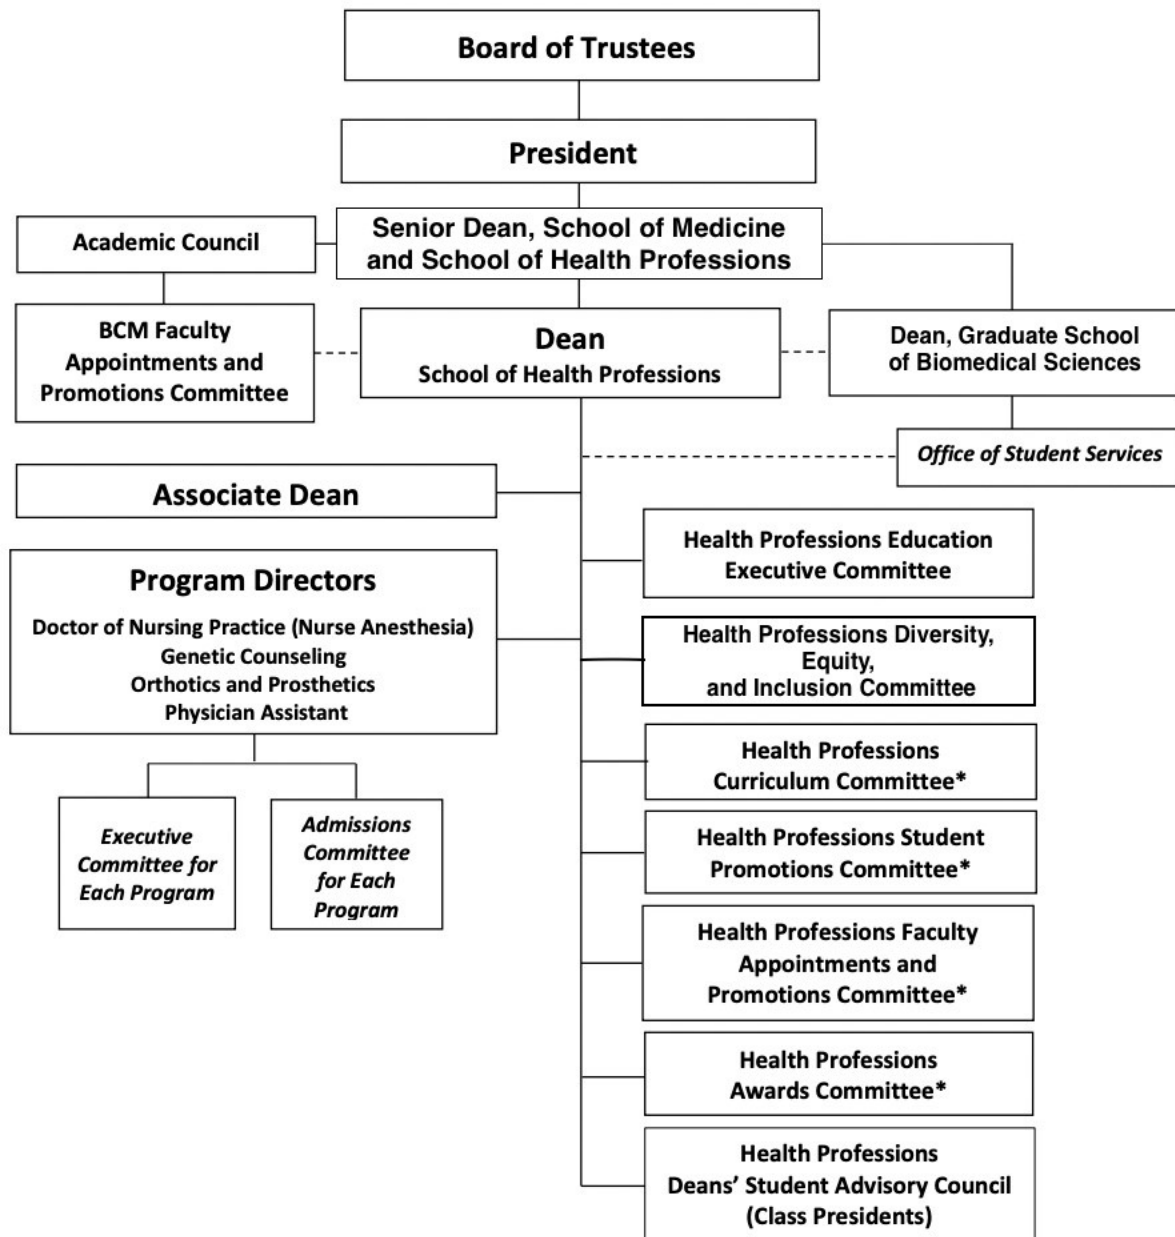 Board of Trustees
President
Academic Council
Senior Dean, School of Medicine
and School of Health Professions
BCM Faculty
Appointments and
Promotions Committee
Dean
School of Health Professions
Dean, Graduate School
of Biomedical Sciences
Office of Student Services
Associate Dean
Program Directors
Doctor of Nursing Practice (Nurse Anesthesia)
Genetic Counseling
Orthotics and Prosthetics
Physician Assistant
Executive
Committee for
Each Program
Admissions
Committee
for Each
Program
Health Professions Education
Executive Committee
Health Professions Diversity,
Equity,
and Inclusion Committee
Health Professions
Curriculum Committee*
Health Professions Student
Promotions Committee*
Health Professions Faculty
Appointments and
Promotions Committee*
Health Professions
Awards Committee*
Health Professions
Deans’ Student Advisory Council
(Class Presidents)